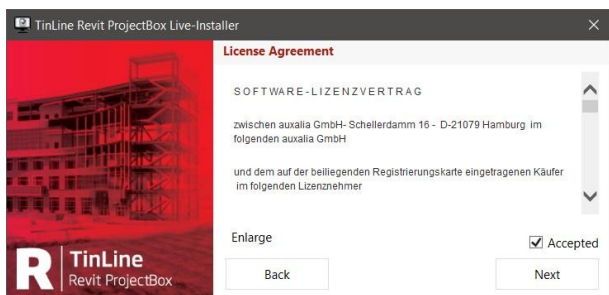 TinLine Revit ProjectBox Live-Installer
License Agreement
SOFTWARE-LIZENZVERTRAG
zwischen auxalia GmbH- Schellerdamm 16 - D-21079 Hamburg im
folgenden auxalia GmbH
und dem auf der beiliegenden Registrierungskarte eingetragenen Käufer
im folgenden Lizenznehmer
Enlarge
Accepted
R TinLine
Revit ProjectBox
Back
Next